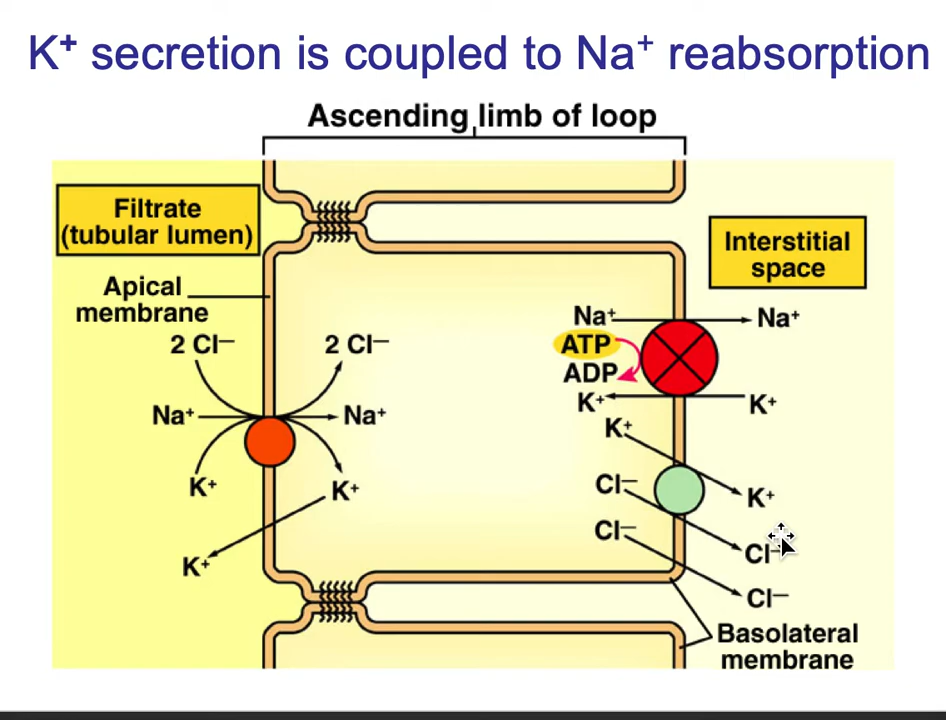 K⁺ secretion is coupled to Na⁺ reabsorption
Ascending limb of loop
Filtrate
(tubular lumen)
Interstitial
space
Apical
membrane
2 Cl–
2 Cl–
Na⁺
Na⁺
K⁺
K⁺
K⁺
Na⁺
Na⁺
ATP
ADP
K⁺
K⁺
K⁺
K⁺
Cl–
Cl–
Cl–
Cl–
Basolateral
membrane